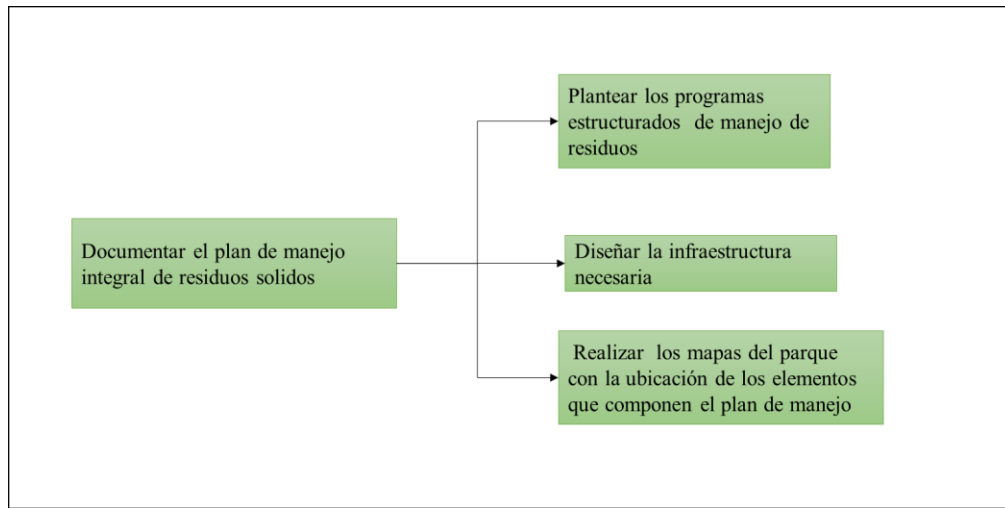 Plantear los programas
estructurados de manejo de
residuos
Documentar el plan de manejo
integral de residuos solidos
Diseñar la infraestructura
necesaria
Realizar los mapas del parque
con la ubicación de los elementos
que componen el plan de manejo